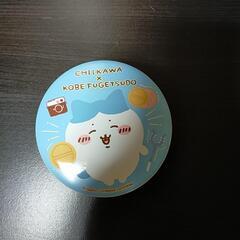 CHIIKAWA
×
KOBE FUGETSUDO